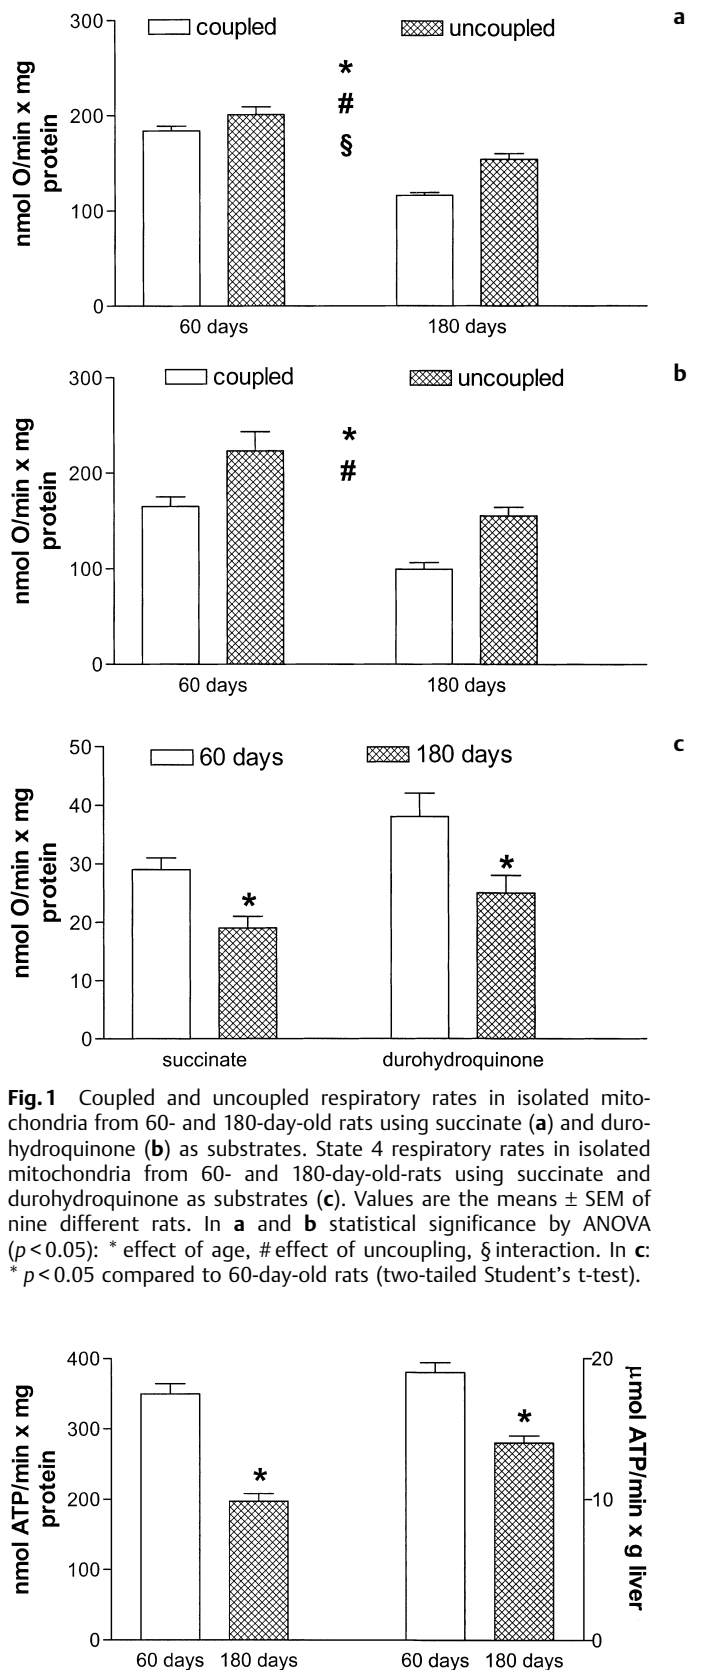 a
coupled uncoupled
*
#
§
nmol O/min x mg
protein
300
200
100
0
60 days 180 days
b
coupled uncoupled
*
#
nmol O/min x mg
protein
300
200
100
0
60 days 180 days
c
60 days 180 days
nmol O/min x mg
protein
50
40
30
20
10
0
*
*
succinate durohydroquinone
Fig. 1 Coupled and uncoupled respiratory rates in isolated mito-
chondria from 60- and 180-day-old rats using succinate (a) and duro-
hydroquinone (b) as substrates. State 4 respiratory rates in isolated
mitochondria from 60- and 180-day-old-rats using succinate and
durohydroquinone as substrates (c). Values are the means ± SEM of
nine different rats. In a and b statistical significance by ANOVA
(p < 0.05): * effect of age, # effect of uncoupling, § interaction. In c:
* p < 0.05 compared to 60-day-old rats (two-tailed Student's t-test).
nmol ATP/min x mg
protein
400
300
200
100
0
*
*
20
10
0
μmol ATP/min x g liver
60 days 180 days 60 days 180 days